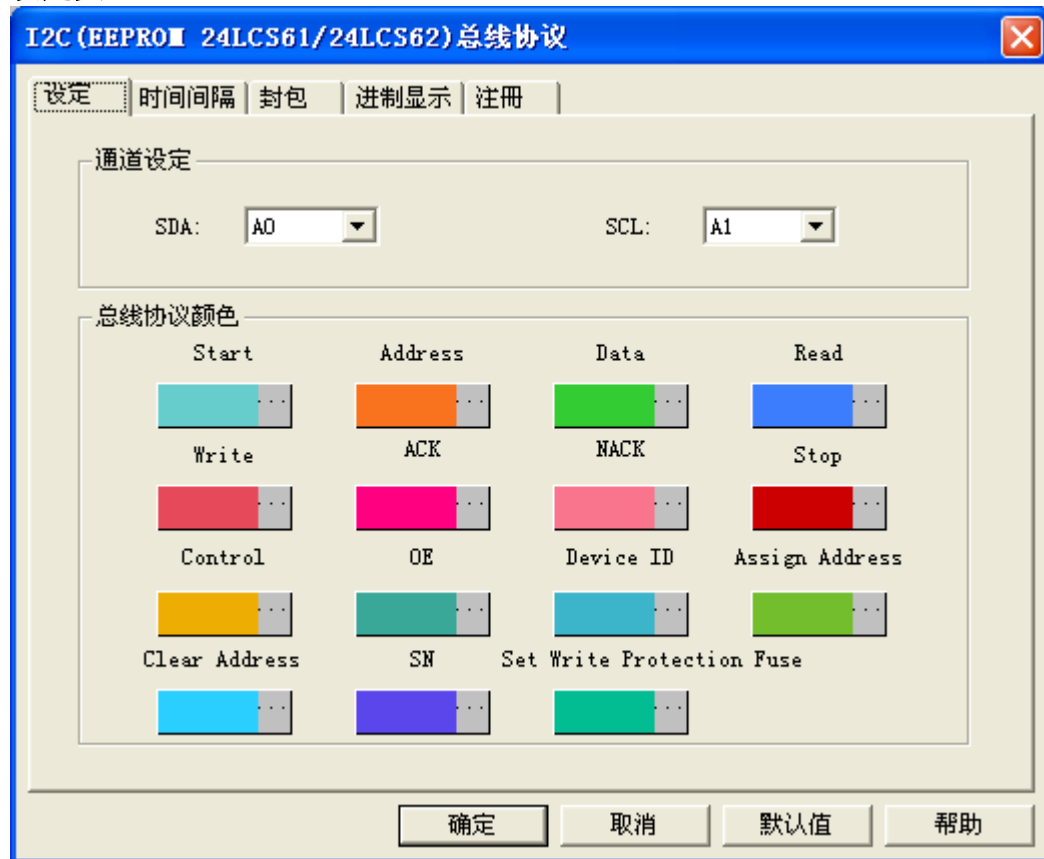 I2C(EEPROM 24LCS61/24LCS62)总线协议
设定 时间间隔 封包 进制显示 注册
通道设定
SDA: A0 SCL: A1
总线协议颜色
Start Address Data Read
... ... ... ...
Write ACK NACK Stop
... ... ... ...
Control OE Device ID Assign Address
... ... ... ...
Clear Address SN Set Write Protection Fuse
... ... ...
确定 取消 默认值 帮助